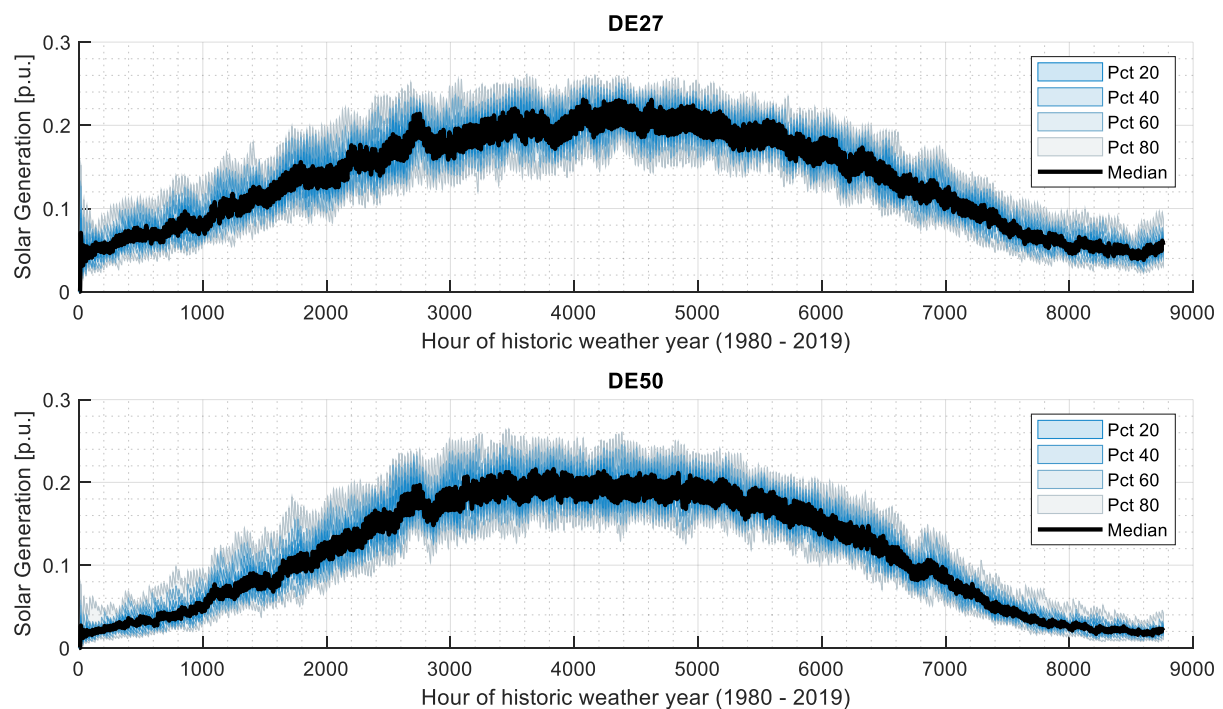 DE27
0.3
0.2
0.1
0
Solar Generation [p.u.]
Pct 20
Pct 40
Pct 60
Pct 80
Median
0 1000 2000 3000 4000 5000 6000 7000 8000 9000
Hour of historic weather year (1980 - 2019)
DE50
0.3
0.2
0.1
0
Solar Generation [p.u.]
Pct 20
Pct 40
Pct 60
Pct 80
Median
0 1000 2000 3000 4000 5000 6000 7000 8000 9000
Hour of historic weather year (1980 - 2019)